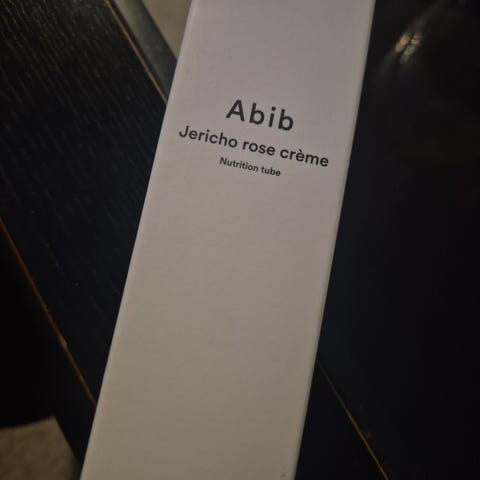 Abib
Jericho rose crème
Nutrition tube